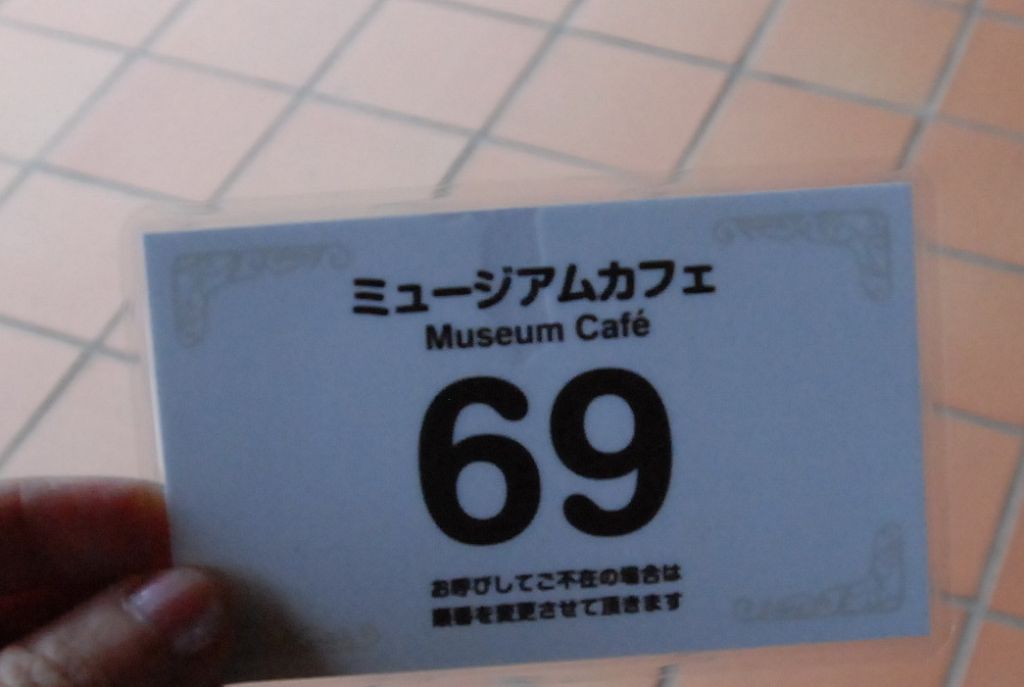 ミュージアムカフェ
Museum Café
69
お呼びしてご不在の場合は
順番を変更させて頂きます